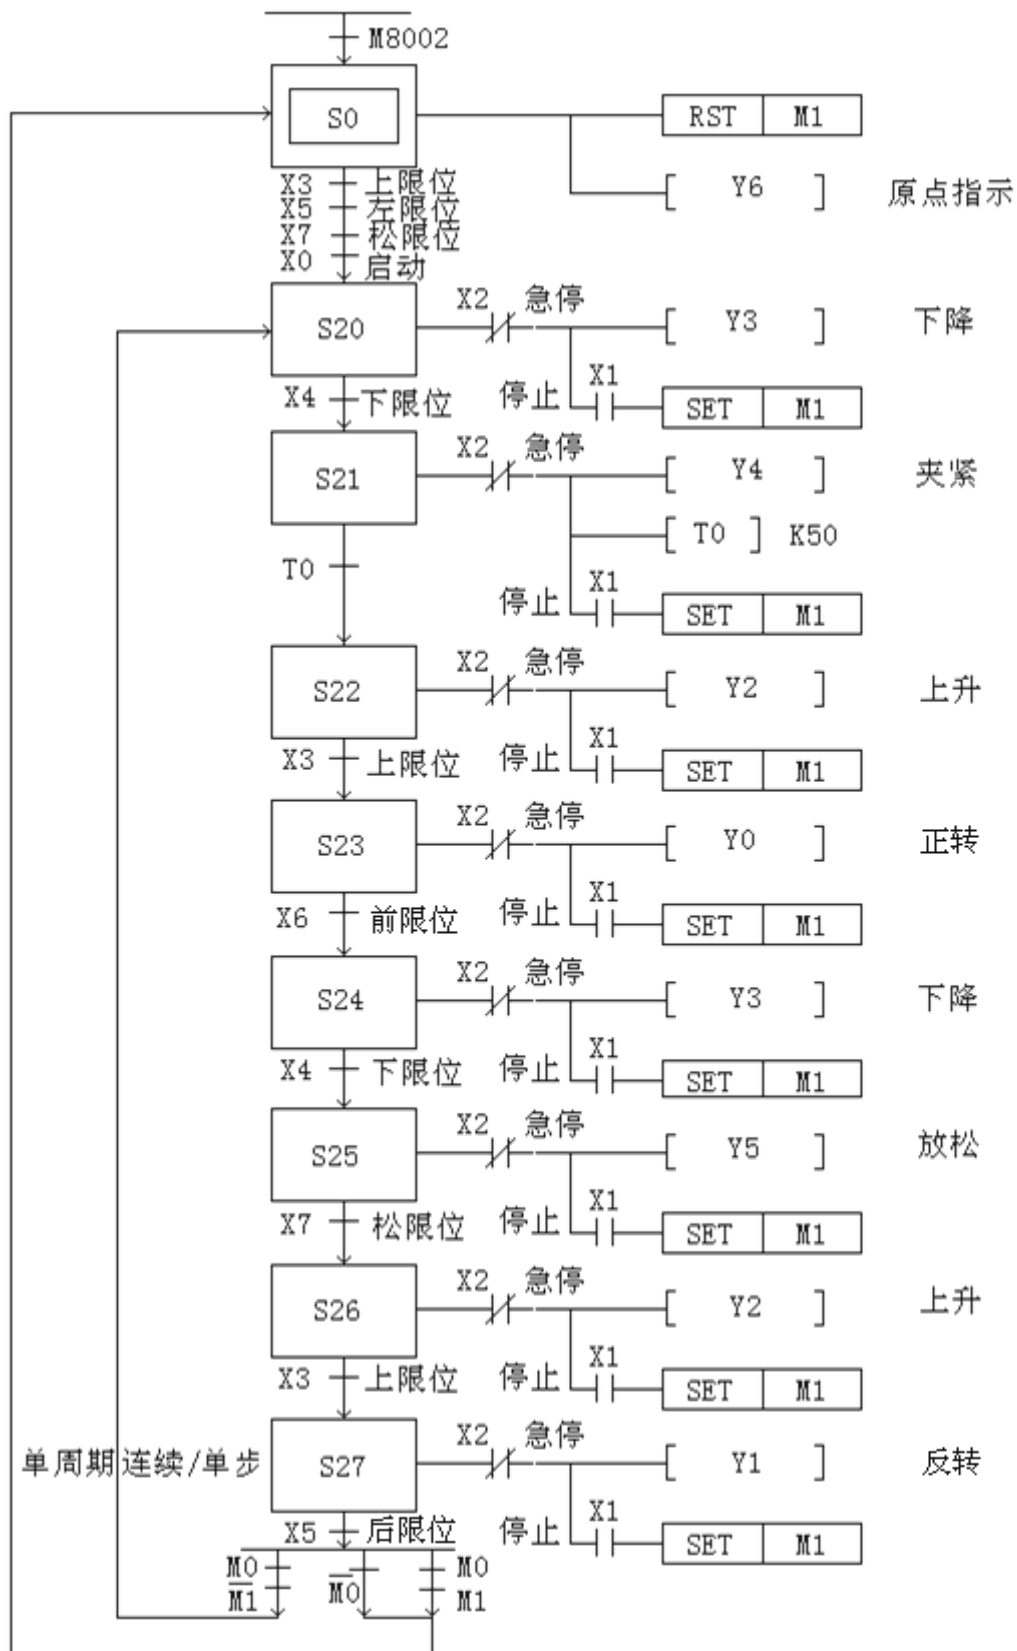 M8002
S0 RST M1
Y6 原点指示
X3 上限位
X5 左限位
X7 松限位
X0 启动
S20 X2 急停 Y3 下降
X4 下限位 停止 X1 SET M1
S21 X2 急停 Y4 夹紧
T0 K50
T0 停止 X1 SET M1
S22 X2 急停 Y2 上升
X3 上限位 停止 X1 SET M1
S23 X2 急停 Y0 正转
X6 前限位 停止 X1 SET M1
S24 X2 急停 Y3 下降
X4 下限位 停止 X1 SET M1
S25 X2 急停 Y5 放松
X7 松限位 停止 X1 SET M1
S26 X2 急停 Y2 上升
X3 上限位 停止 X1 SET M1
单周期 连续/单步 S27 X2 急停 Y1 反转
X5 后限位 停止 X1 SET M1
M0 M̅0̅ M0
M̅1̅ M1